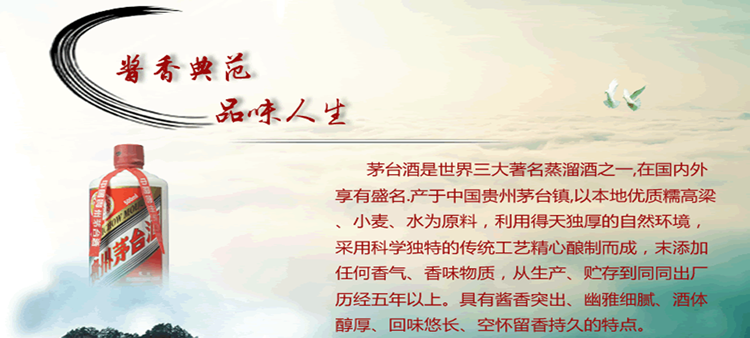 酱香典范
品味人生
茅台酒是世界三大著名蒸溜酒之一,在国内外
享有盛名.产于中国贵州茅台镇,以本地优质糯高梁
、小麦、水为原料，利用得天独厚的自然环境，
采用科学独特的传统工艺精心酿制而成，末添加
任何香气、香味物质，从生产、贮存到同同出厂
历经五年以上。具有酱香突出、幽雅细腻、酒体
醇厚、回味悠长、空怀留香持久的特点。
州茅台酒